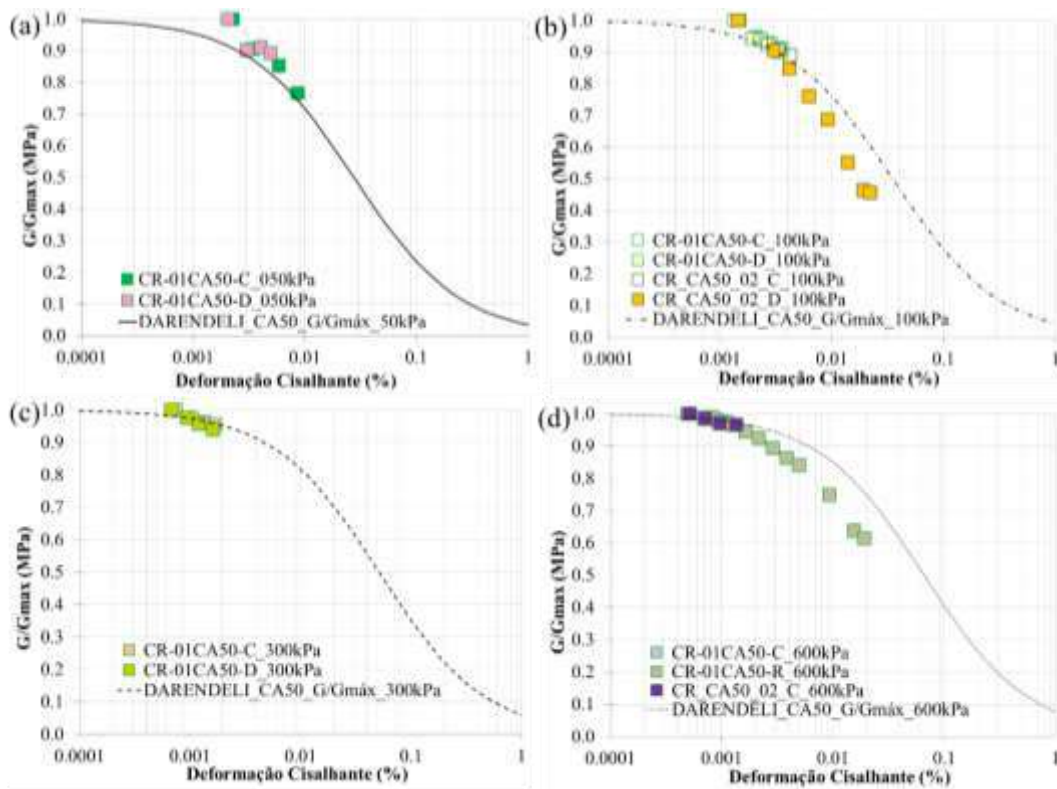 (a)
G/Gmax (MPa)
1.0
0.9
0.8
0.7
0.6
0.5
0.4
0.3
0.2
0.1
0.0
CR-01CA50-C_050kPa
CR-01CA50-D_050kPa
DARENDELI_CA50_G/Gmáx_50kPa
0.0001 0.001 0.01 0.1 1
Deformação Cisalhante (%)
(b)
G/Gmax (MPa)
1.0
0.9
0.8
0.7
0.6
0.5
0.4
0.3
0.2
0.1
0.0
CR-01CA50-C_100kPa
CR-01CA50-D_100kPa
CR_CA50_02_C_100kPa
CR_CA50_02_D_100kPa
DARENDELI_CA50_G/Gmáx_100kPa
0.0001 0.001 0.01 0.1 1
Deformação Cisalhante (%)
(c)
G/Gmax (MPa)
1.0
0.9
0.8
0.7
0.6
0.5
0.4
0.3
0.2
0.1
0.0
CR-01CA50-C_300kPa
CR-01CA50-D_300kPa
DARENDELI_CA50_G/Gmáx_300kPa
0.0001 0.001 0.01 0.1 1
Deformação Cisalhante (%)
(d)
G/Gmax (MPa)
1.0
0.9
0.8
0.7
0.6
0.5
0.4
0.3
0.2
0.1
0.0
CR-01CA50-C_600kPa
CR-01CA50-R_600kPa
CR_CA50_02_C_600kPa
DARENDELI_CA50_G/Gmáx_600kPa
0.0001 0.001 0.01 0.1 1
Deformação Cisalhante (%)